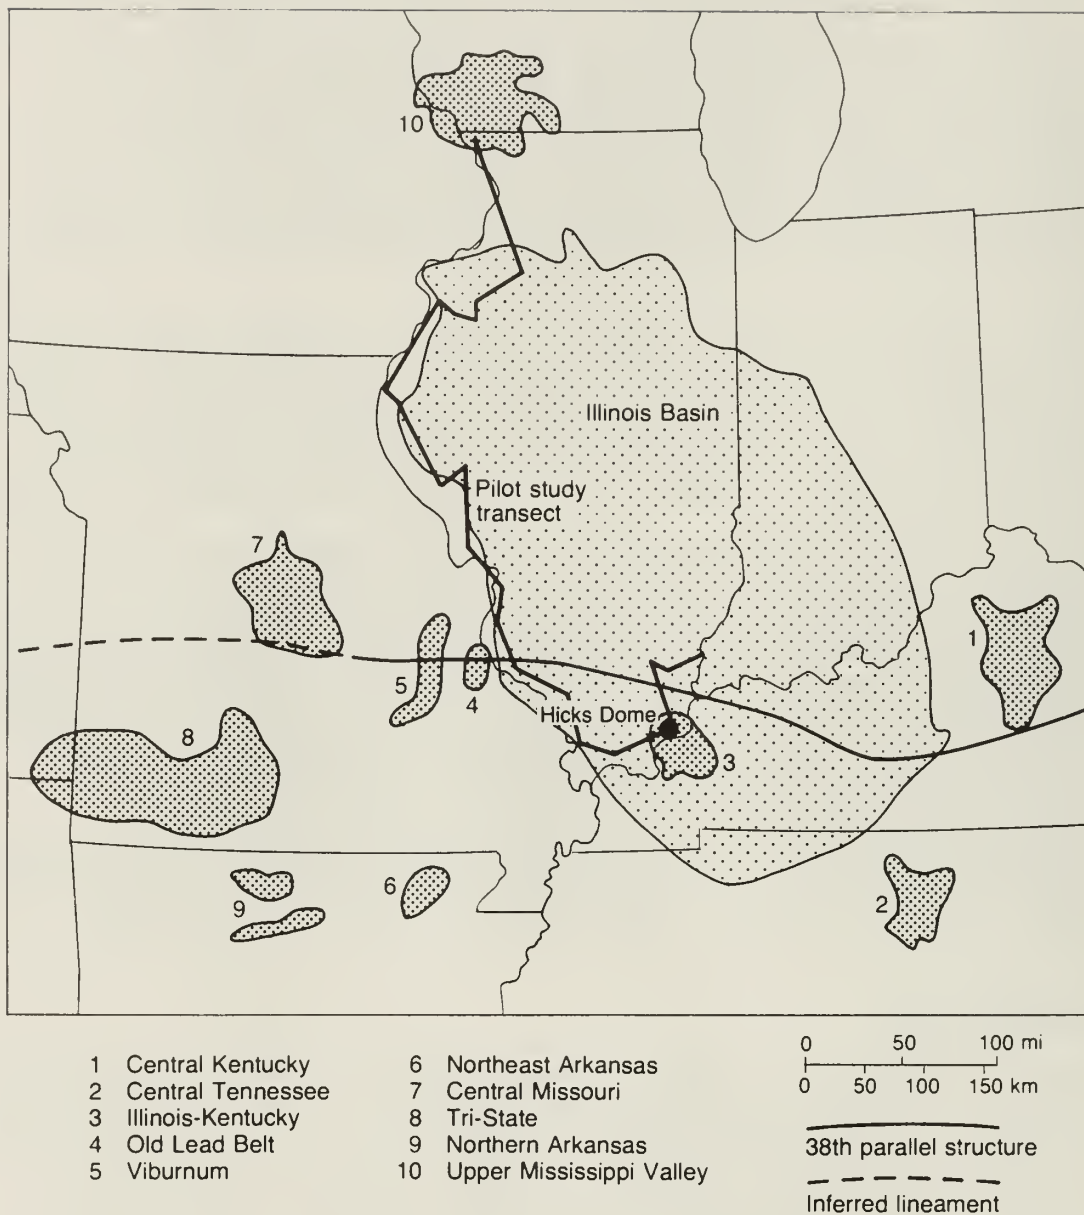 10
Illinois Basin
Pilot study
transect
7
1
5
4
Hicks Dome
3
8
6
9
2
1 Central Kentucky
2 Central Tennessee
3 Illinois-Kentucky
4 Old Lead Belt
5 Viburnum
6 Northeast Arkansas
7 Central Missouri
8 Tri-State
9 Northern Arkansas
10 Upper Mississippi Valley
0 50 100 mi
0 50 100 150 km
38th parallel structure
Inferred lineament